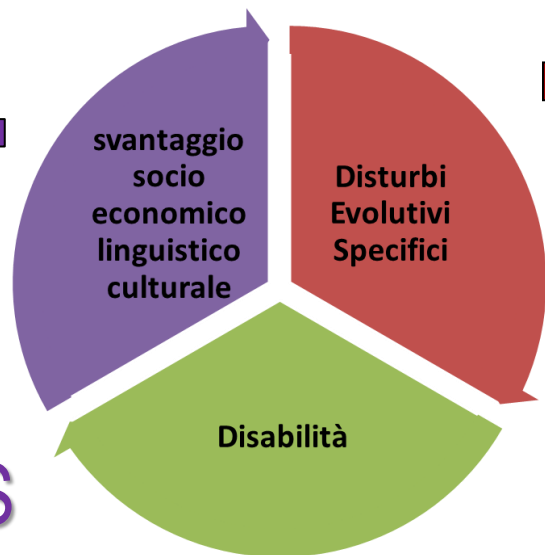 svantaggio
socio
economico
linguistico
culturale
Disturbi
Evolutivi
Specifici
Disabilità
S